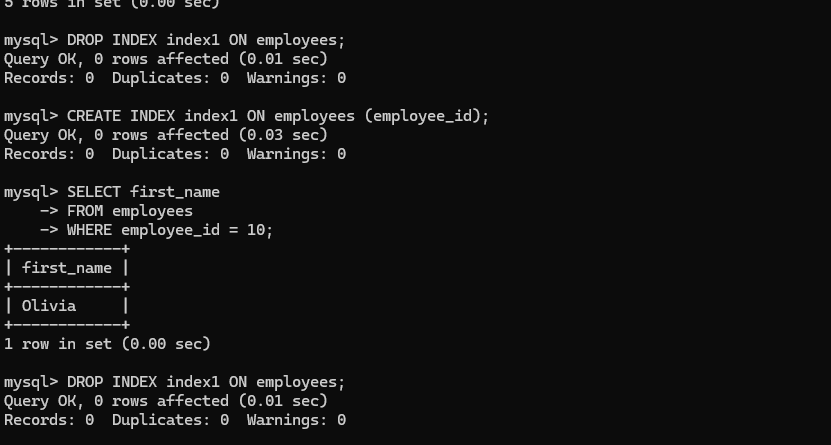 5 rows in set (0.00 sec)
mysql> DROP INDEX index1 ON employees;
Query OK, 0 rows affected (0.01 sec)
Records: 0  Duplicates: 0  Warnings: 0
mysql> CREATE INDEX index1 ON employees (employee_id);
Query OK, 0 rows affected (0.03 sec)
Records: 0  Duplicates: 0  Warnings: 0
mysql> SELECT first_name
    -> FROM employees
    -> WHERE employee_id = 10;
+------------+
| first_name |
+------------+
| Olivia     |
+------------+
1 row in set (0.00 sec)
mysql> DROP INDEX index1 ON employees;
Query OK, 0 rows affected (0.01 sec)
Records: 0  Duplicates: 0  Warnings: 0